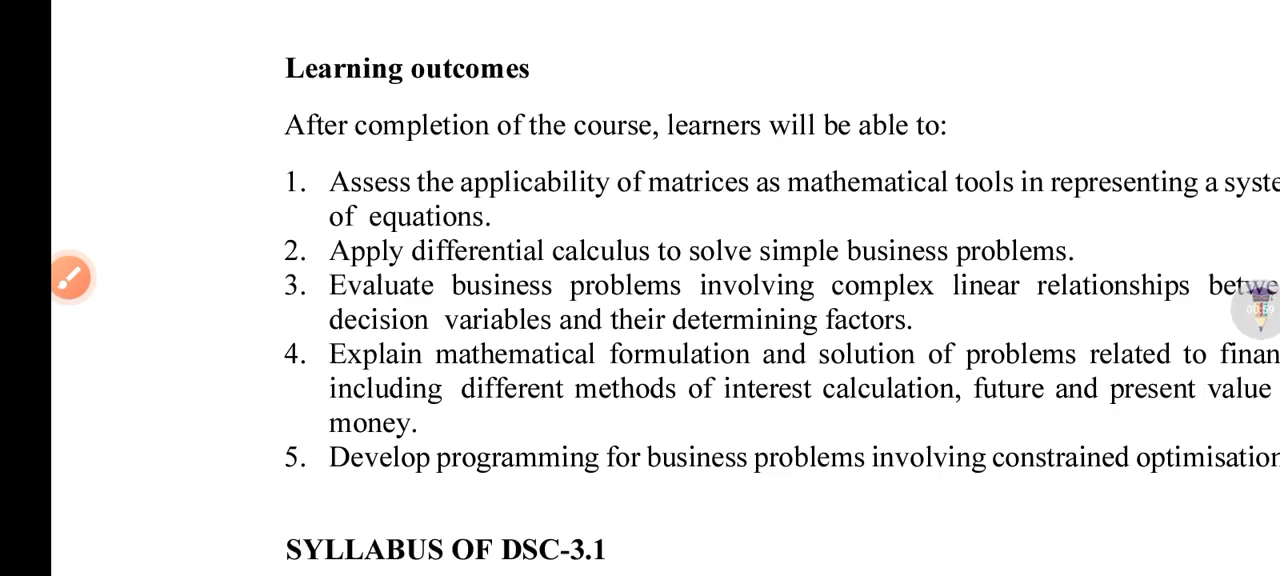 Learning outcomes
After completion of the course, learners will be able to:
1. Assess the applicability of matrices as mathematical tools in representing a syste
of equations.
2. Apply differential calculus to solve simple business problems.
3. Evaluate business problems involving complex linear relationships betwe
decision variables and their determining factors.
4. Explain mathematical formulation and solution of problems related to finan
including different methods of interest calculation, future and present value
money.
5. Develop programming for business problems involving constrained optimisation
SYLLABUS OF DSC-3.1
00:59